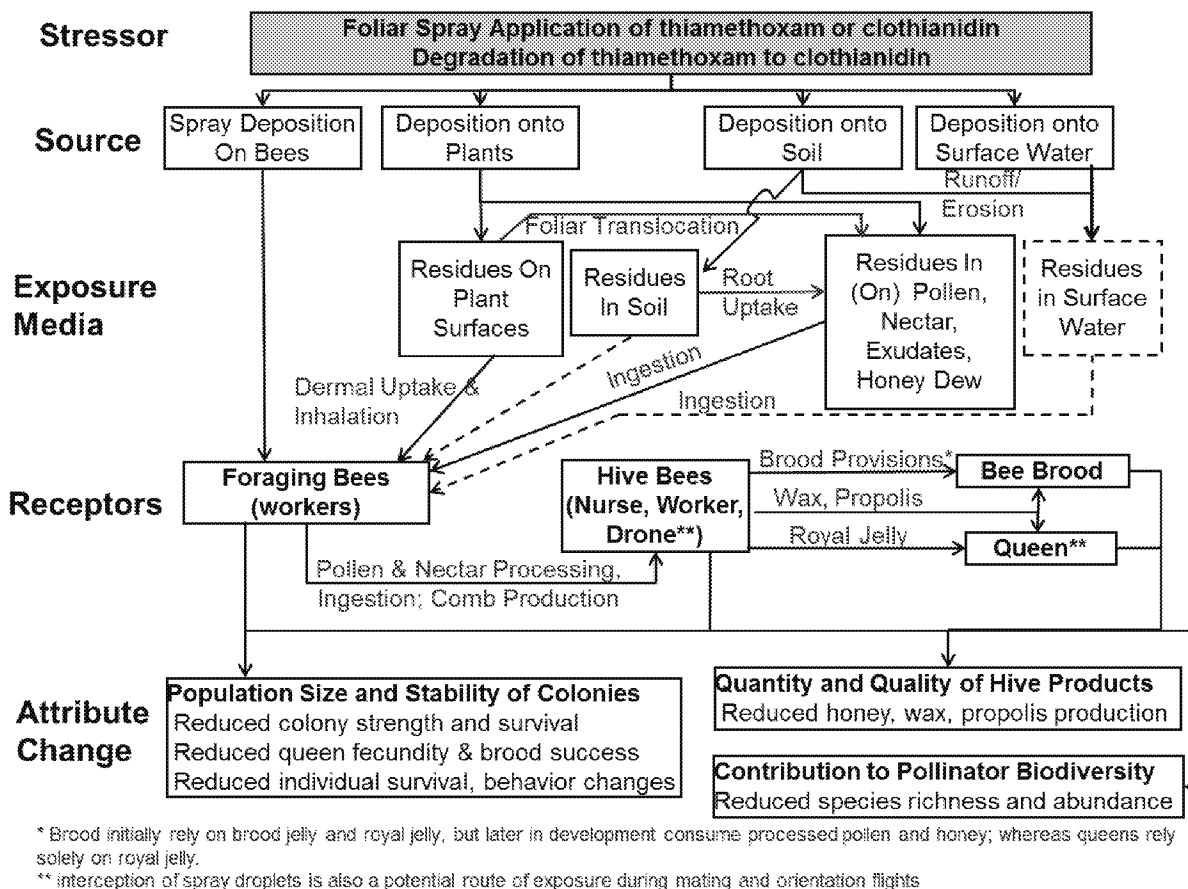 Stressor
Foliar Spray Application of thiamethoxam or clothianidin
Degradation of thiamethoxam to clothianidin
Source
Spray Deposition
On Bees
Deposition onto
Plants
Deposition onto
Soil
Deposition onto
Surface Water
Runoff/
Erosion
Foliar Translocation
Exposure
Media
Residues On
Plant
Surfaces
Residues
In Soil
Root
Uptake
Residues In
(On) Pollen,
Nectar,
Exudates,
Honey Dew
Residues
in Surface
Water
Dermal Uptake &
Inhalation
Ingestion
Ingestion
Receptors
Foraging Bees
(workers)
Hive Bees
(Nurse, Worker,
Drone**)
Brood Provisions*
Bee Brood
Wax, Propolis
Royal Jelly
Queen**
Pollen & Nectar Processing,
Ingestion; Comb Production
Attribute
Change
Population Size and Stability of Colonies
Reduced colony strength and survival
Reduced queen fecundity & brood success
Reduced individual survival, behavior changes
Quantity and Quality of Hive Products
Reduced honey, wax, propolis production
Contribution to Pollinator Biodiversity
Reduced species richness and abundance
* Brood initially rely on brood jelly and royal jelly, but later in development consume processed pollen and honey; whereas queens rely
solely on royal jelly.
** interception of spray droplets is also a potential route of exposure during mating and orientation flights